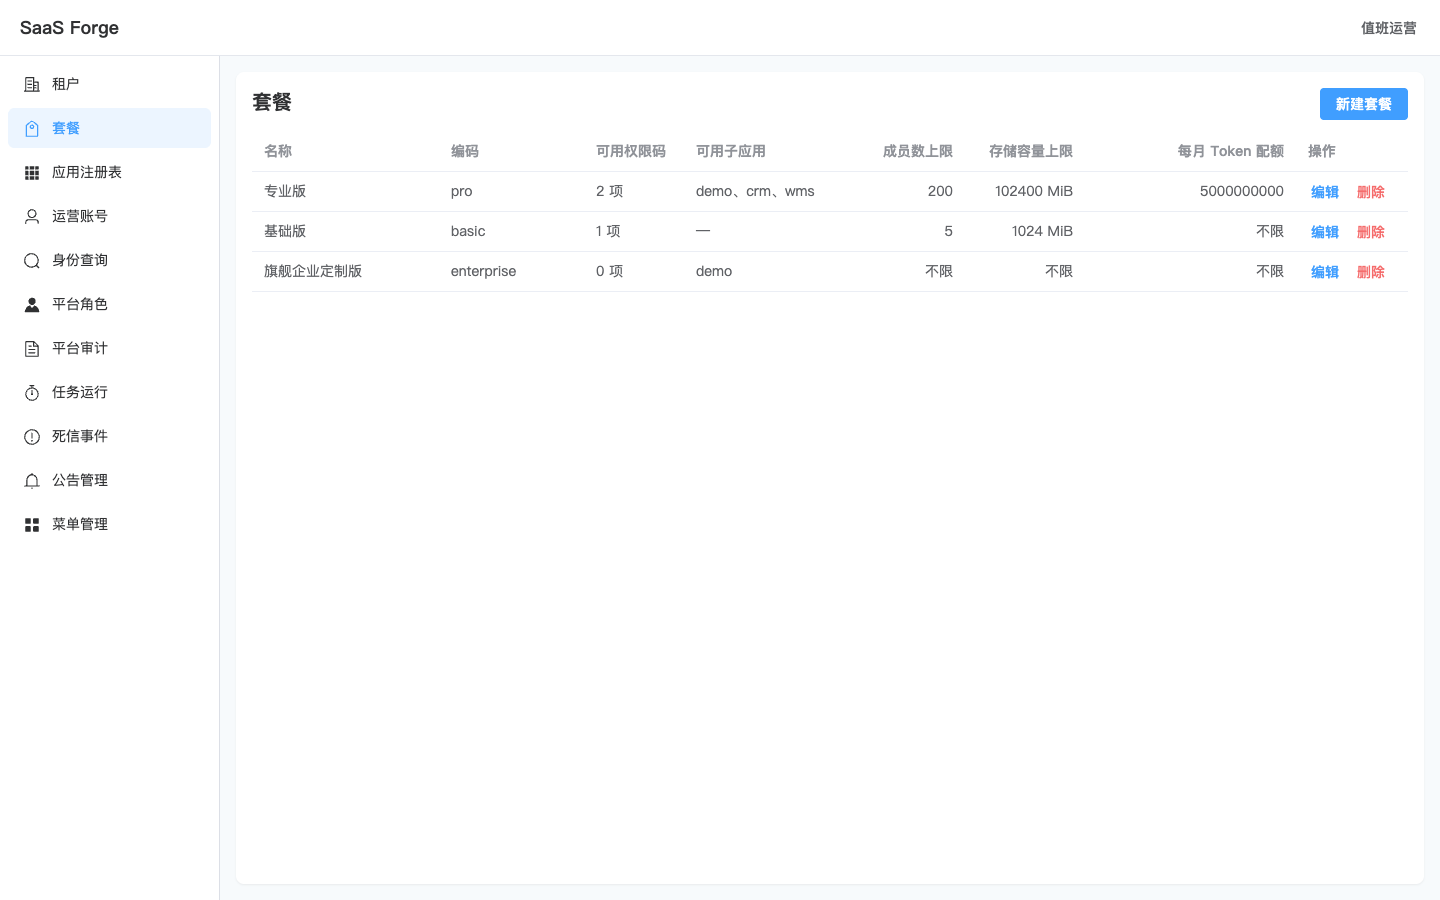 SaaS Forge
值班运营
租户
套餐
应用注册表
运营账号
身份查询
平台角色
平台审计
任务运行
死信事件
公告管理
菜单管理
套餐
新建套餐
名称 编码 可用权限码 可用子应用 成员数上限 存储容量上限 每月 Token 配额 操作
专业版 pro 2 项 demo、crm、wms 200 102400 MiB 5000000000 编辑 删除
基础版 basic 1 项 — 5 1024 MiB 不限 编辑 删除
旗舰企业定制版 enterprise 0 项 demo 不限 不限 不限 编辑 删除